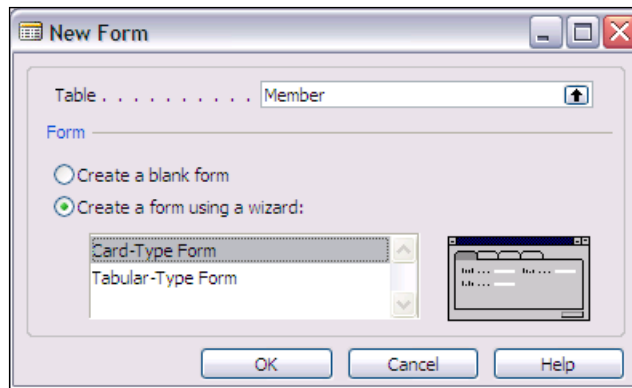 New Form
Table . . . . . . . . . . Member
Form
Create a blank form
Create a form using a wizard:
Card-Type Form
Tabular-Type Form
OK Cancel Help